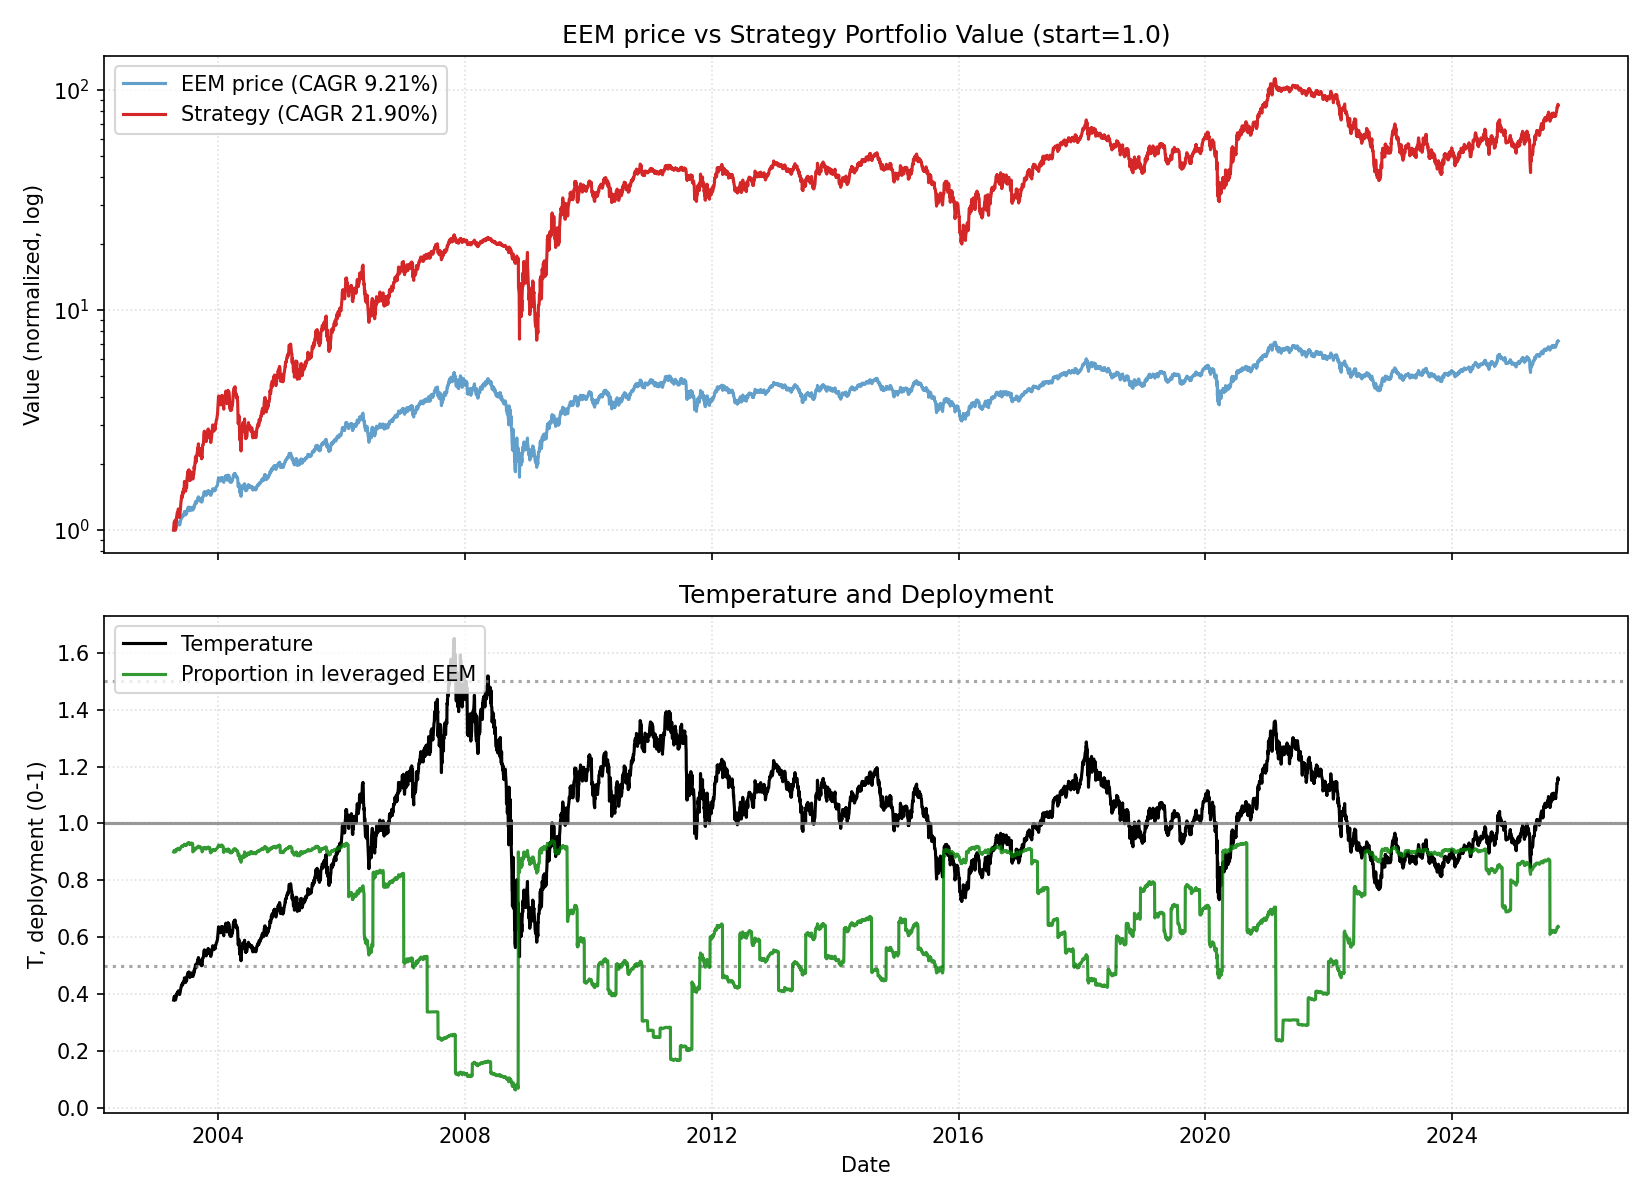 EEM price vs Strategy Portfolio Value (start=1.0)
EEM price (CAGR 9.21%)
Strategy (CAGR 21.90%)
Value (normalized, log)
10²
10¹
10⁰
Temperature and Deployment
Temperature
Proportion in leveraged EEM
T, deployment (0-1)
1.6
1.4
1.2
1.0
0.8
0.6
0.4
0.2
0.0
2004 2008 2012 2016 2020 2024
Date